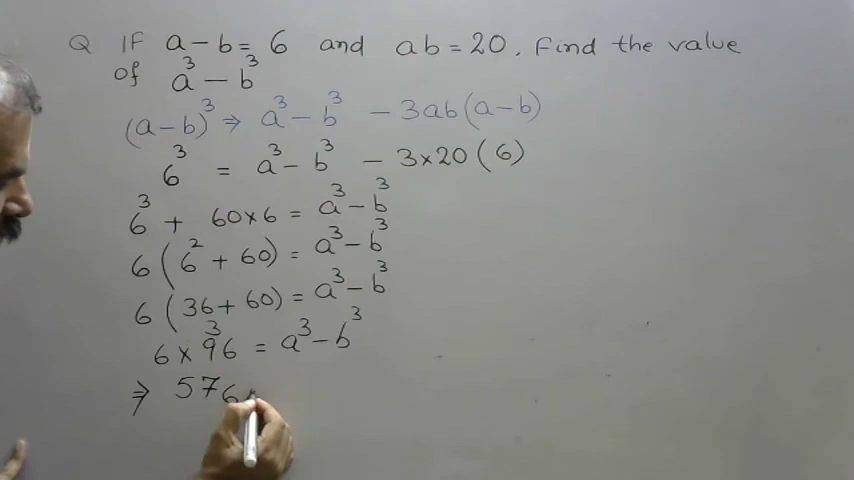 Q If a - b = 6 and ab = 20. Find the value
of a³ - b³
(a - b)³ ⇒ a³ - b³ - 3ab(a - b)
6³ = a³ - b³ - 3×20(6)
6³ + 60×6 = a³ - b³
6(6² + 60) = a³ - b³
6(36 + 60) = a³ - b³
3
6 × 96 = a³ - b³
⇒ 576